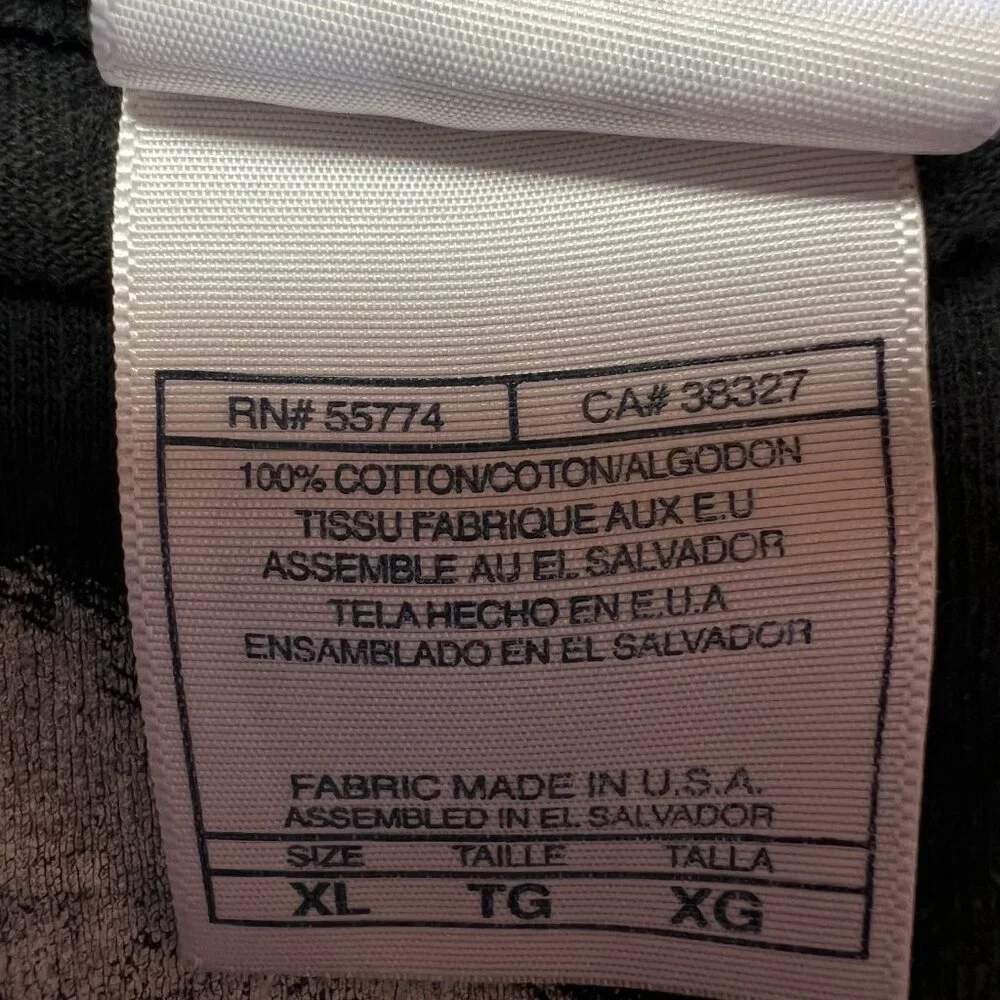 RN# 55774 CA# 38327
100% COTTON/COTON/ALGODON
TISSU FABRIQUE AUX E.U
ASSEMBLE AU EL SALVADOR
TELA HECHO EN E.U.A
ENSAMBLADO EN EL SALVADOR
FABRIC MADE IN U.S.A.
ASSEMBLED IN EL SALVADOR
SIZE TAILLE TALLA
XL TG XG